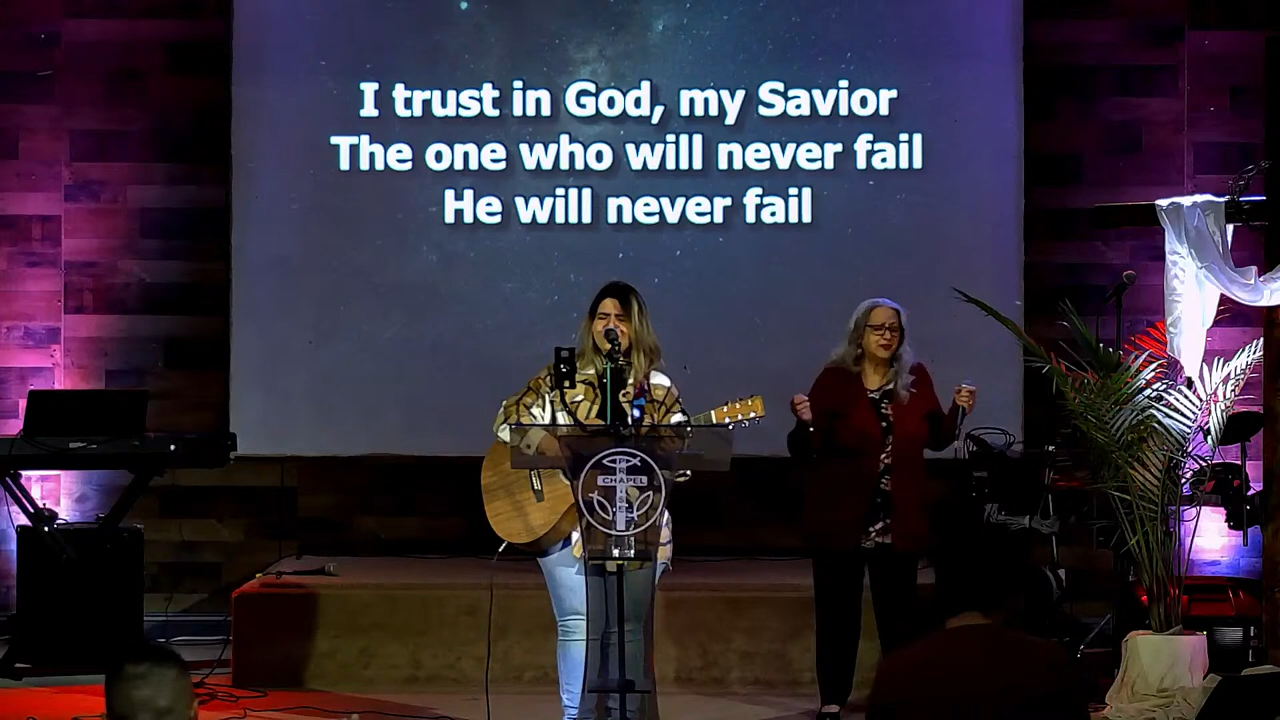 I trust in God, my Savior
The one who will never fail
He will never fail
PRAISE
CHAPEL